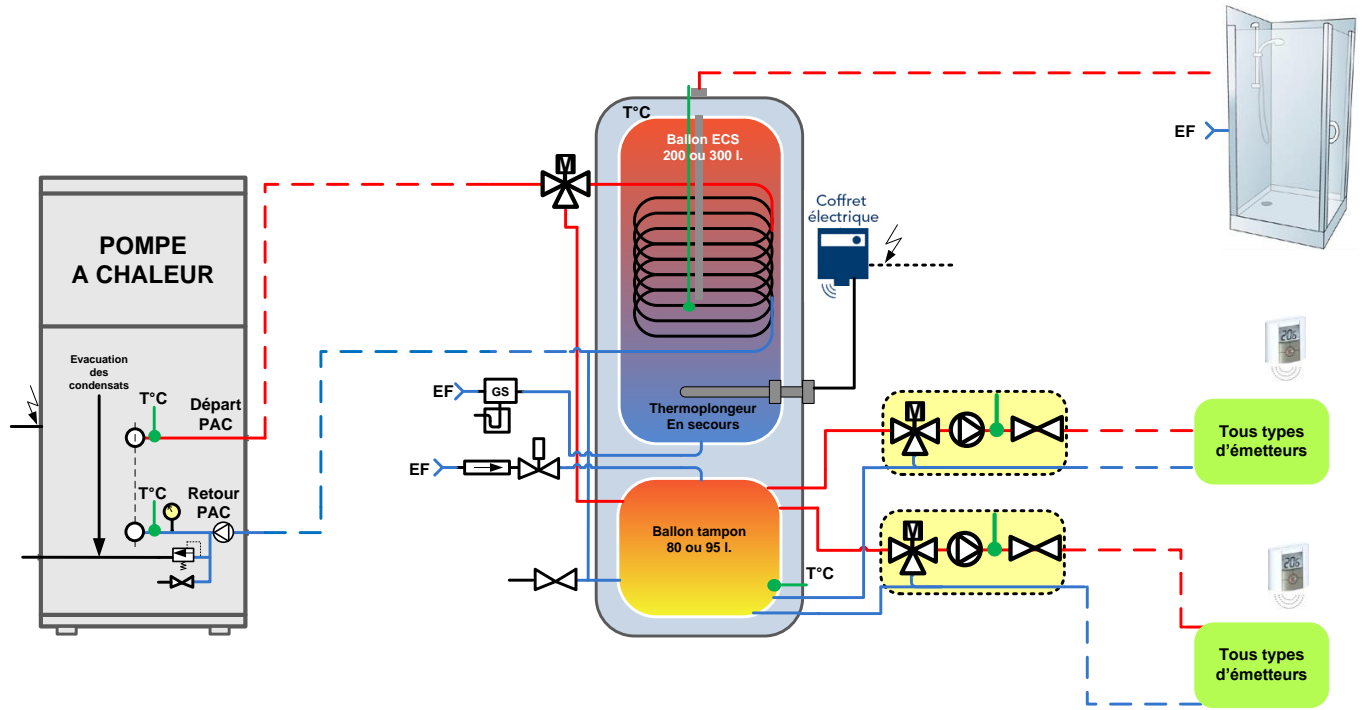 T°C
Ballon ECS
200 ou 300 l.
EF
M
POMPE
A CHALEUR
Coffret
électrique
Evacuation
des
condensats
T°C
Départ
PAC
EF
GS
Thermoplongeur
En secours
M
Tous types
d'émetteurs
EF
T°C
Retour
PAC
Ballon tampon
80 ou 95 l.
M
T°C
Tous types
d'émetteurs